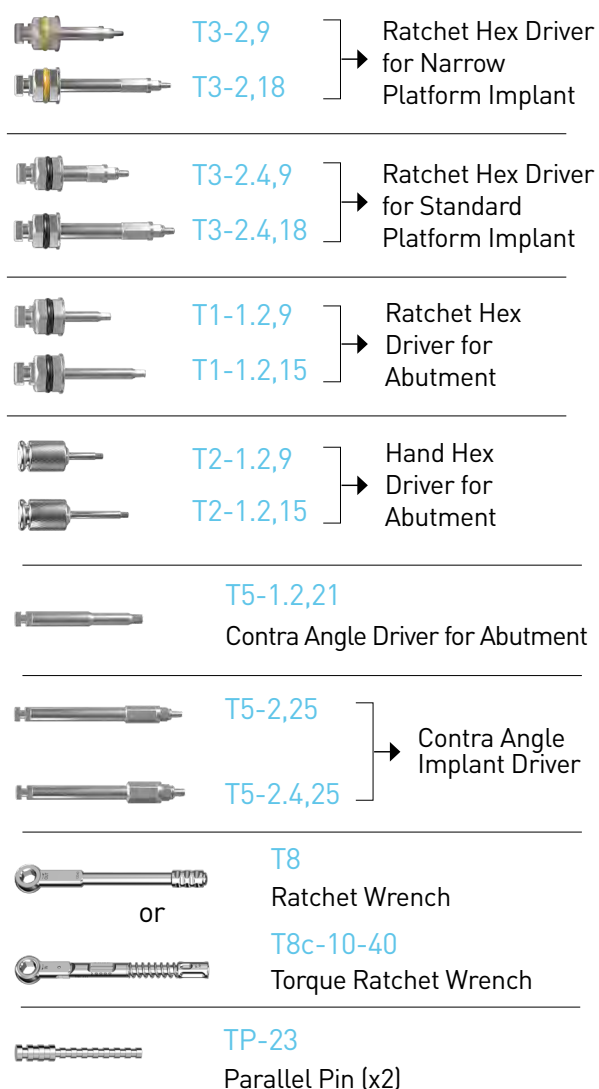 T3-2,9
T3-2,18
Ratchet Hex Driver
for Narrow
Platform Implant
T3-2.4,9
T3-2.4,18
Ratchet Hex Driver
for Standard
Platform Implant
T1-1.2,9
T1-1.2,15
Ratchet Hex
Driver for
Abutment
T2-1.2,9
T2-1.2,15
Hand Hex
Driver for
Abutment
T5-1.2,21
Contra Angle Driver for Abutment
T5-2,25
T5-2.4,25
Contra Angle
Implant Driver
T8
Ratchet Wrench
or
T8c-10-40
Torque Ratchet Wrench
TP-23
Parallel Pin (x2)